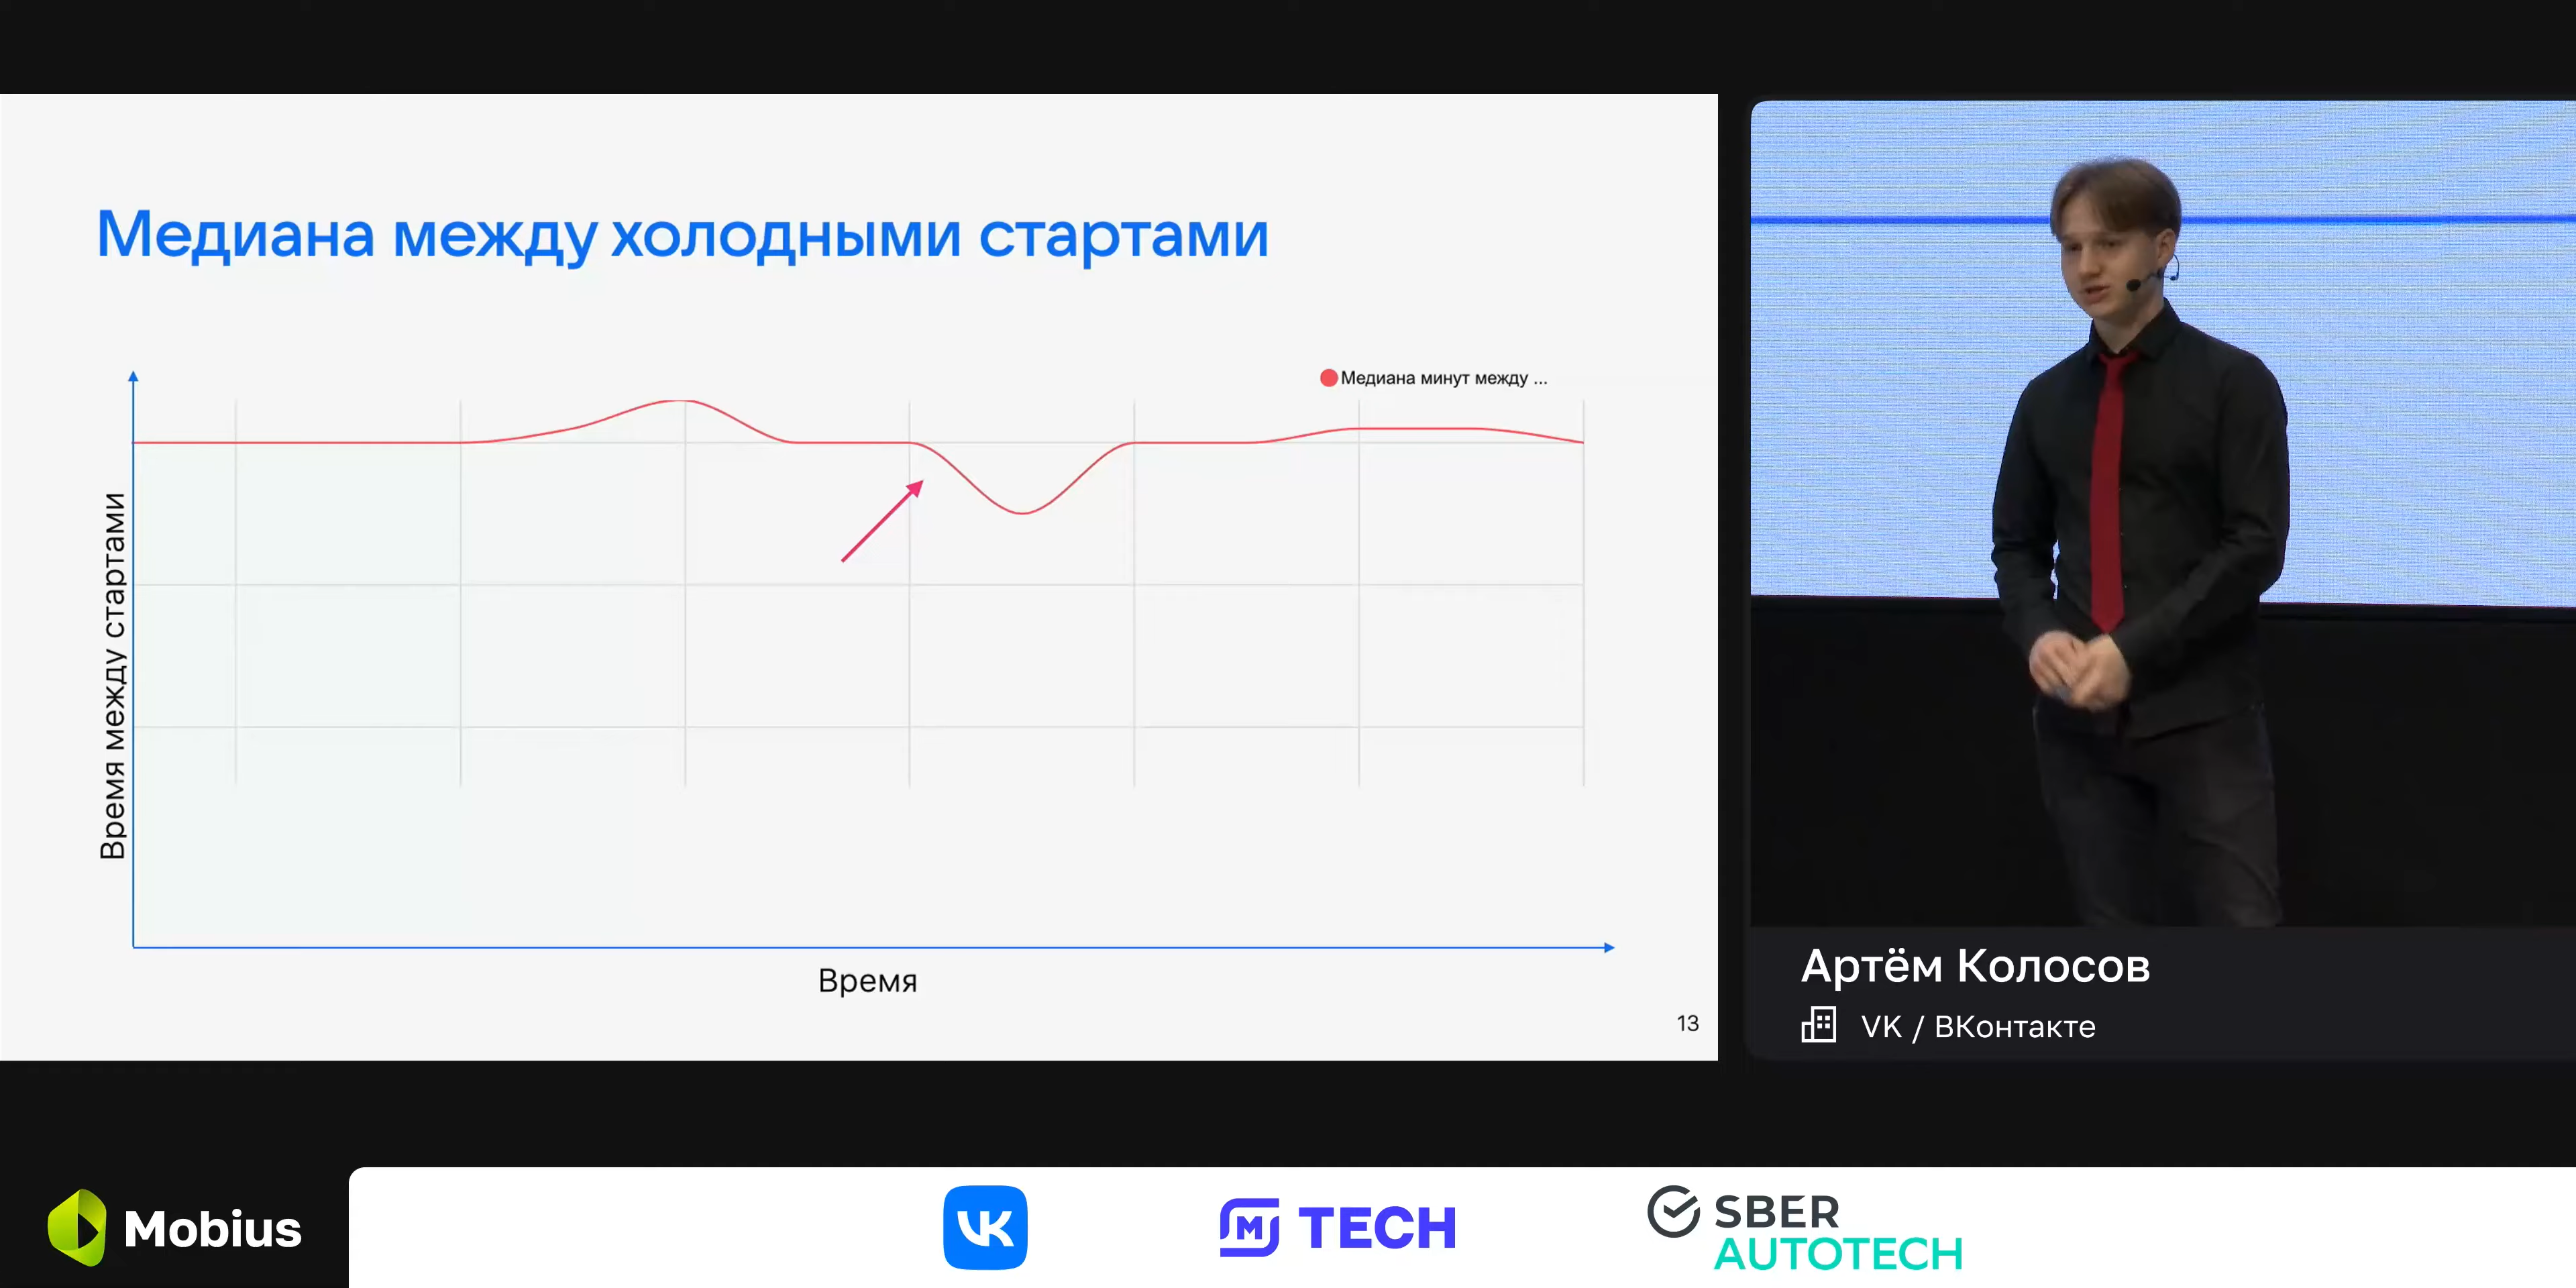 Медиана между холодными стартами
Медиана минут между ...
Время между стартами
Время
13
Артём Колосов
VK / ВКонтакте
Mobius
VK
M TECH
SBER
AUTOTECH